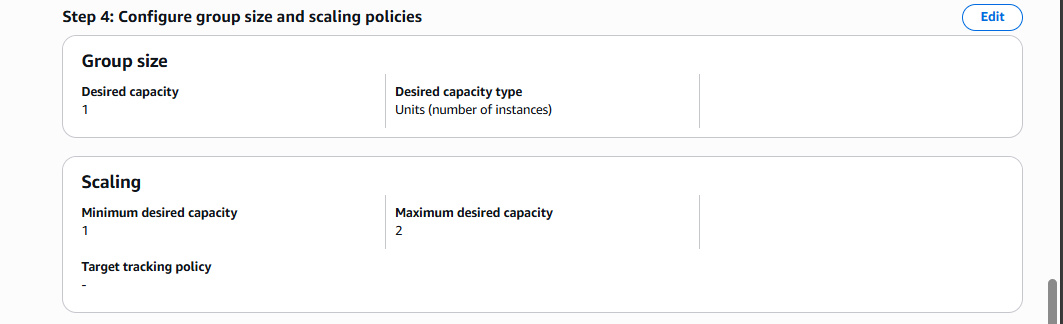 Step 4: Configure group size and scaling policies
Edit
Group size
Desired capacity
1
Desired capacity type
Units (number of instances)
Scaling
Minimum desired capacity
1
Maximum desired capacity
2
Target tracking policy
-